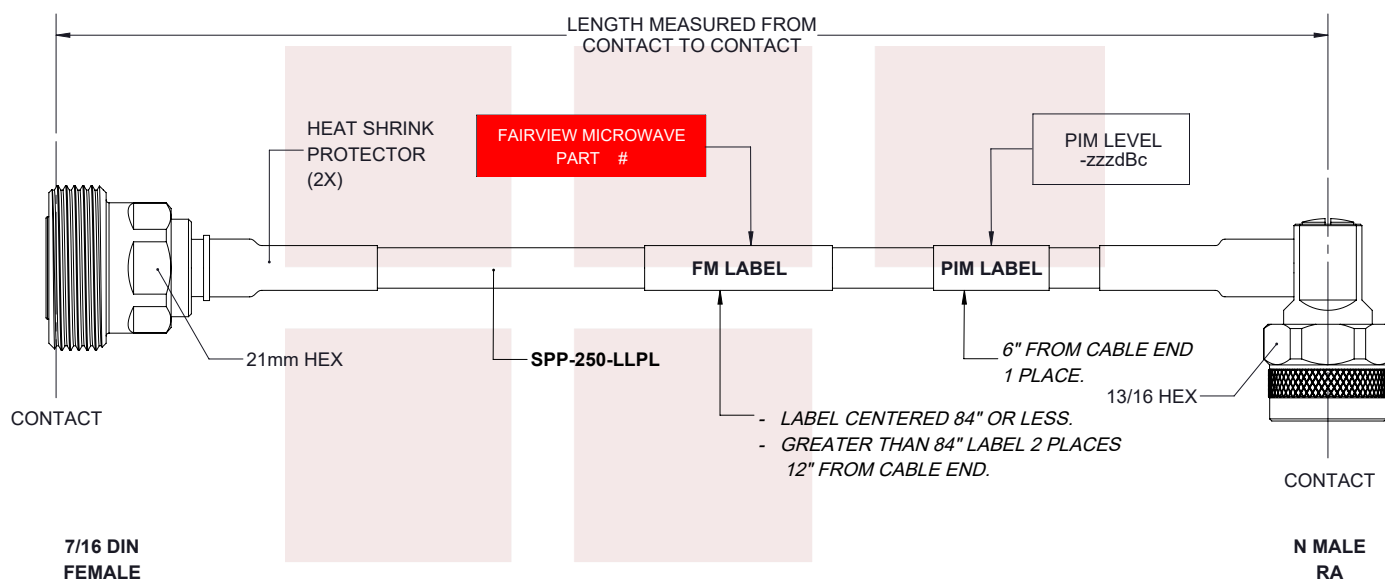 LENGTH MEASURED FROM
CONTACT TO CONTACT
HEAT SHRINK
PROTECTOR
(2X)
FAIRVIEW MICROWAVE
PART #
PIM LEVEL
-zzzdBc
FM LABEL
PIM LABEL
21mm HEX
SPP-250-LLPL
6" FROM CABLE END
1 PLACE.
13/16 HEX
CONTACT
- LABEL CENTERED 84" OR LESS.
- GREATER THAN 84" LABEL 2 PLACES
12" FROM CABLE END.
CONTACT
7/16 DIN
FEMALE
N MALE
RA